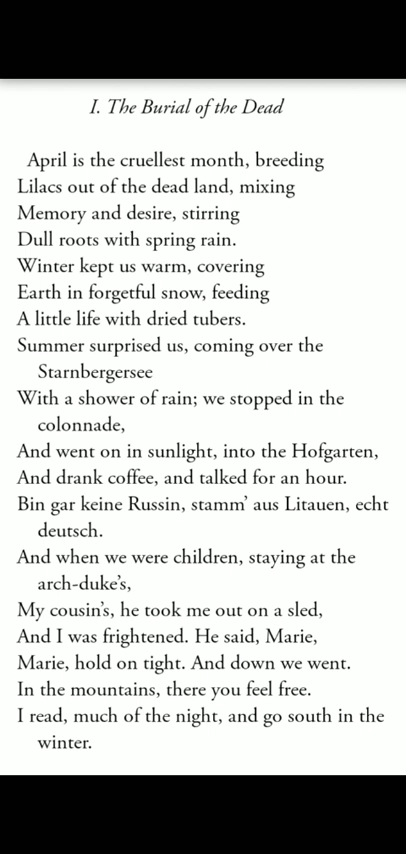 I. The Burial of the Dead
April is the cruellest month, breeding
Lilacs out of the dead land, mixing
Memory and desire, stirring
Dull roots with spring rain.
Winter kept us warm, covering
Earth in forgetful snow, feeding
A little life with dried tubers.
Summer surprised us, coming over the
Starnbergersee
With a shower of rain; we stopped in the
colonnade,
And went on in sunlight, into the Hofgarten,
And drank coffee, and talked for an hour.
Bin gar keine Russin, stamm’ aus Litauen, echt
deutsch.
And when we were children, staying at the
arch-duke’s,
My cousin’s, he took me out on a sled,
And I was frightened. He said, Marie,
Marie, hold on tight. And down we went.
In the mountains, there you feel free.
I read, much of the night, and go south in the
winter.